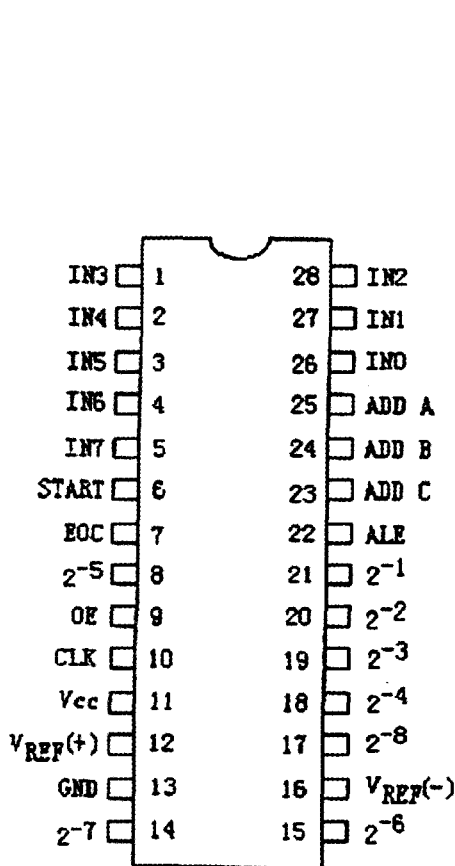 IN3 1 28 IN2
IN4 2 27 IN1
IN5 3 26 IN0
IN6 4 25 ADD A
IN7 5 24 ADD B
START 6 23 ADD C
EOC 7 22 ALE
2⁻⁵ 8 21 2⁻¹
OE 9 20 2⁻²
CLK 10 19 2⁻³
Vcc 11 18 2⁻⁴
VREF(+) 12 17 2⁻⁸
GND 13 16 VREF(-)
2⁻⁷ 14 15 2⁻⁶